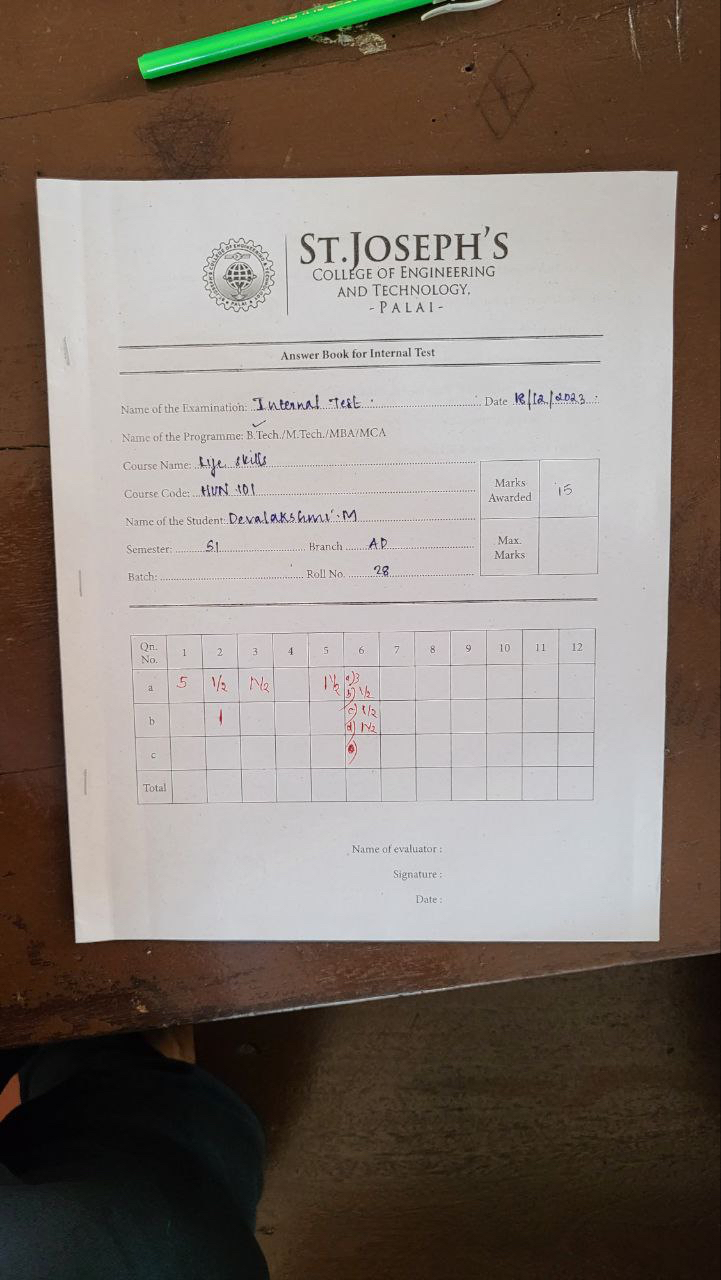 ST.JOSEPH'S
COLLEGE OF ENGINEERING
AND TECHNOLOGY,
-PALAI-
Answer Book for Internal Test
Name of the Examination: Internal Test. Date 18/12/2023
Name of the Programme: B.Tech./M.Tech./MBA/MCA
Course Name: Life skills
Course Code: HUN 101
Name of the Student: Devalakshmi.M
Semester: S1 Branch AD
Batch: Roll No. 28
Marks Awarded 15
Max. Marks
Qn. No. 1 2 3 4 5 6 7 8 9 10 11 12
a 5 1/2 1 1/2 1 1/2 a) 3
b) 1/2
b 1 c) 1/2
d) 1 1/2
c
Total
Name of evaluator :
Signature :
Date :